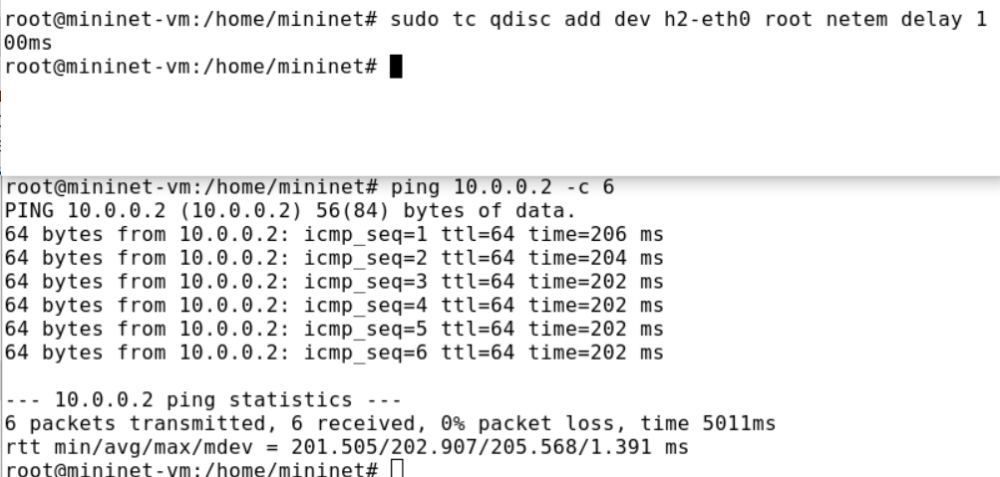 root@mininet-vm:/home/mininet# sudo tc qdisc add dev h2-eth0 root netem delay 1
00ms
root@mininet-vm:/home/mininet#
root@mininet-vm:/home/mininet# ping 10.0.0.2 -c 6
PING 10.0.0.2 (10.0.0.2) 56(84) bytes of data.
64 bytes from 10.0.0.2: icmp_seq=1 ttl=64 time=206 ms
64 bytes from 10.0.0.2: icmp_seq=2 ttl=64 time=204 ms
64 bytes from 10.0.0.2: icmp_seq=3 ttl=64 time=202 ms
64 bytes from 10.0.0.2: icmp_seq=4 ttl=64 time=202 ms
64 bytes from 10.0.0.2: icmp_seq=5 ttl=64 time=202 ms
64 bytes from 10.0.0.2: icmp_seq=6 ttl=64 time=202 ms
--- 10.0.0.2 ping statistics ---
6 packets transmitted, 6 received, 0% packet loss, time 5011ms
rtt min/avg/max/mdev = 201.505/202.907/205.568/1.391 ms
root@mininet-vm:/home/mininet#